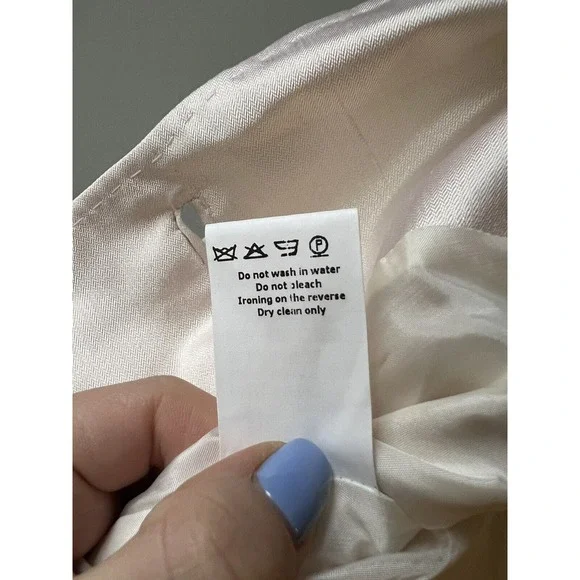 P
Do not wash in water
Do not bleach
Ironing on the reverse
Dry clean only